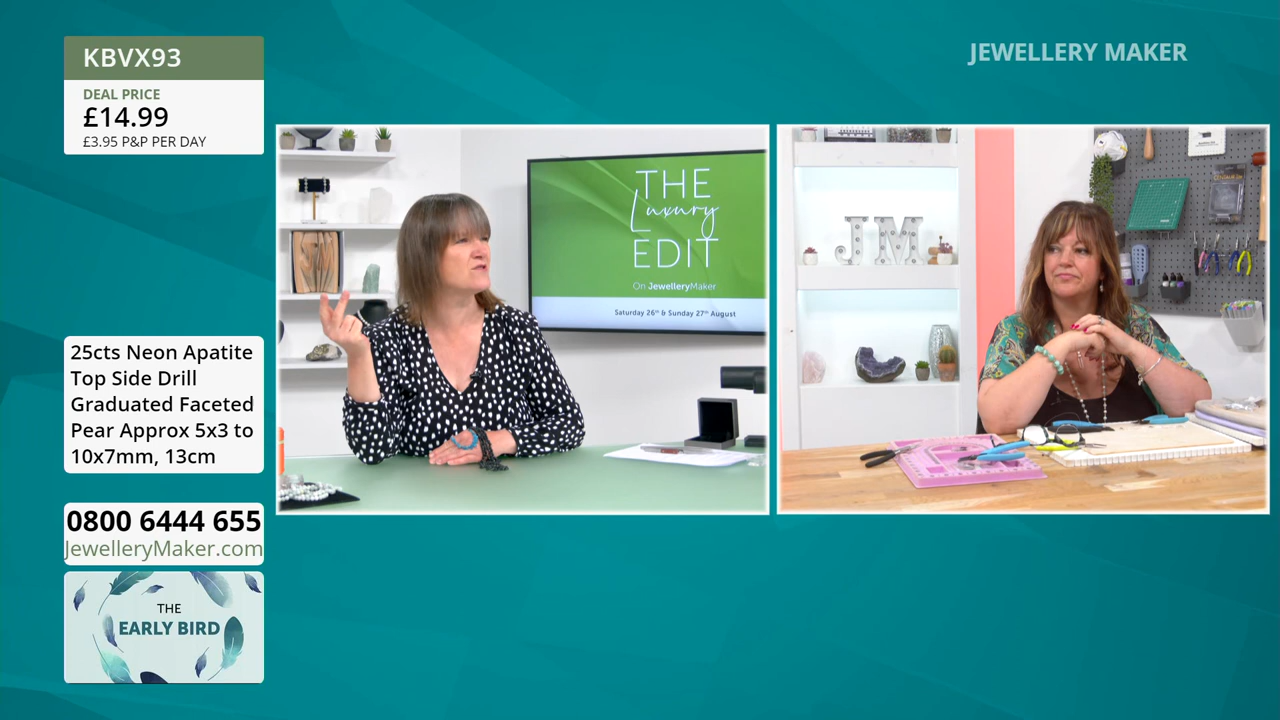 KBVX93
DEAL PRICE
£14.99
£3.95 P&P PER DAY
JEWELLERY MAKER
THE
Luxury
EDIT
On JewelleryMaker
Saturday 26th & Sunday 27th August
JM
25cts Neon Apatite
Top Side Drill
Graduated Faceted
Pear Approx 5x3 to
10x7mm, 13cm
0800 6444 655
JewelleryMaker.com
THE
EARLY BIRD